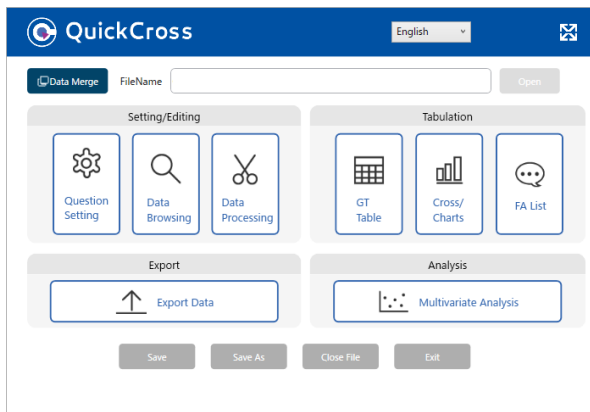 QuickCross
English
Data Merge
FileName
Open
Setting/Editing
Tabulation
Question
Setting
Data
Browsing
Data
Processing
GT
Table
Cross/
Charts
FA List
Export
Analysis
Export Data
Multivariate Analysis
Save
Save As
Close File
Exit